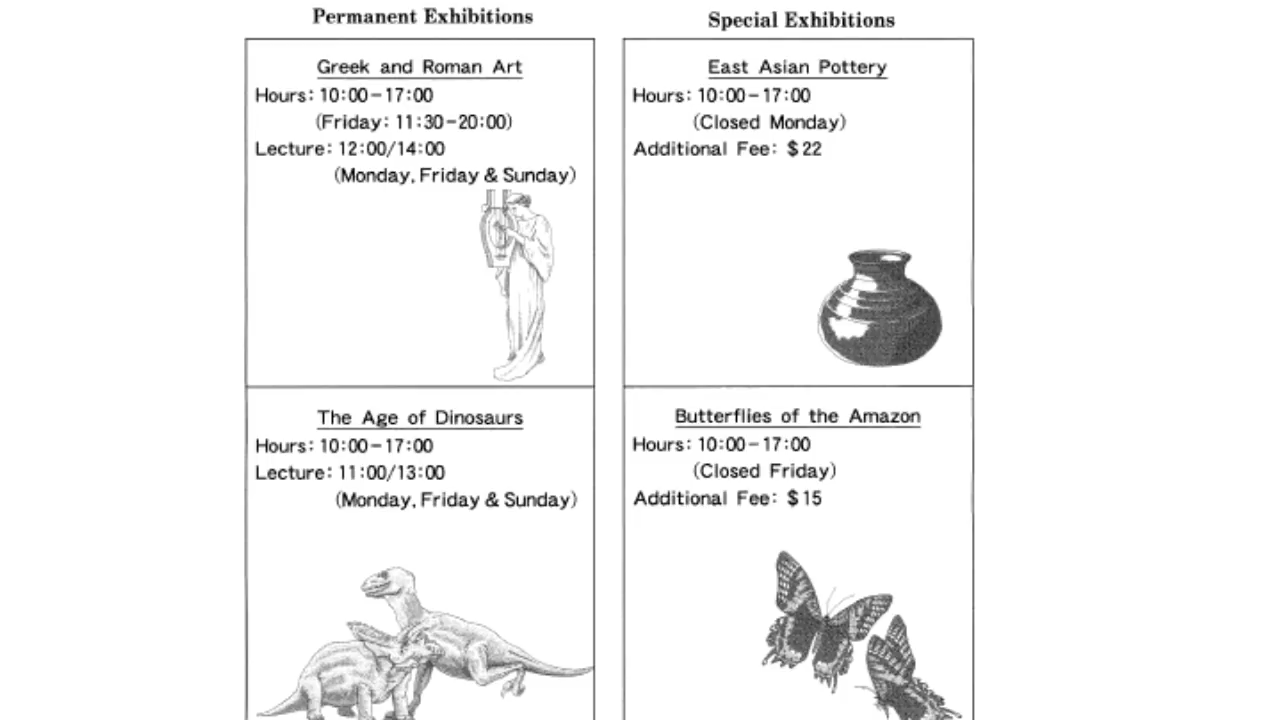 Permanent Exhibitions
Greek and Roman Art
Hours: 10:00-17:00
(Friday: 11:30-20:00)
Lecture: 12:00/14:00
(Monday, Friday & Sunday)
The Age of Dinosaurs
Hours: 10:00-17:00
Lecture: 11:00/13:00
(Monday, Friday & Sunday)
Special Exhibitions
East Asian Pottery
Hours: 10:00-17:00
(Closed Monday)
Additional Fee: $22
Butterflies of the Amazon
Hours: 10:00-17:00
(Closed Friday)
Additional Fee: $15